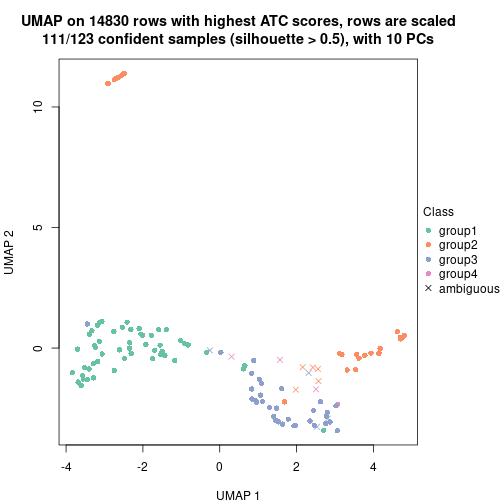 UMAP on 14830 rows with highest ATC scores, rows are scaled
111/123 confident samples (silhouette > 0.5), with 10 PCs
10
5
0
UMAP 2
-4
-2
0
2
4
UMAP 1
Class
group1
group2
group3
group4
ambiguous